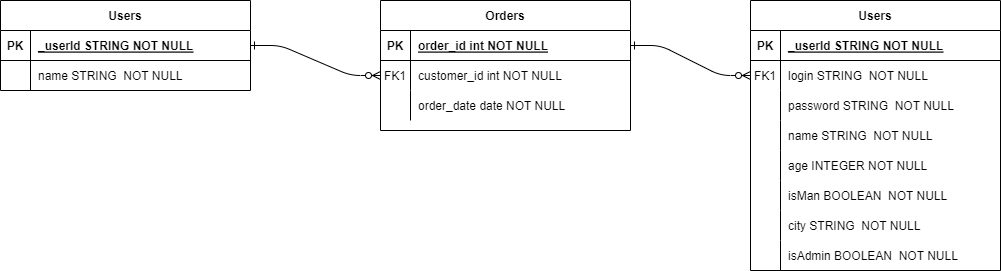 Users
PK _userId STRING NOT NULL
name STRING  NOT NULL
Orders
PK order_id int NOT NULL
FK1 customer_id int NOT NULL
order_date date NOT NULL
Users
PK _userId STRING NOT NULL
FK1 login STRING  NOT NULL
password STRING  NOT NULL
name STRING  NOT NULL
age INTEGER NOT NULL
isMan BOOLEAN  NOT NULL
city STRING  NOT NULL
isAdmin BOOLEAN  NOT NULL